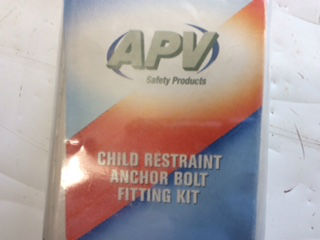 APV
Safety Products
CHILD RESTRAINT
ANCHOR BOLT
FITTING KIT